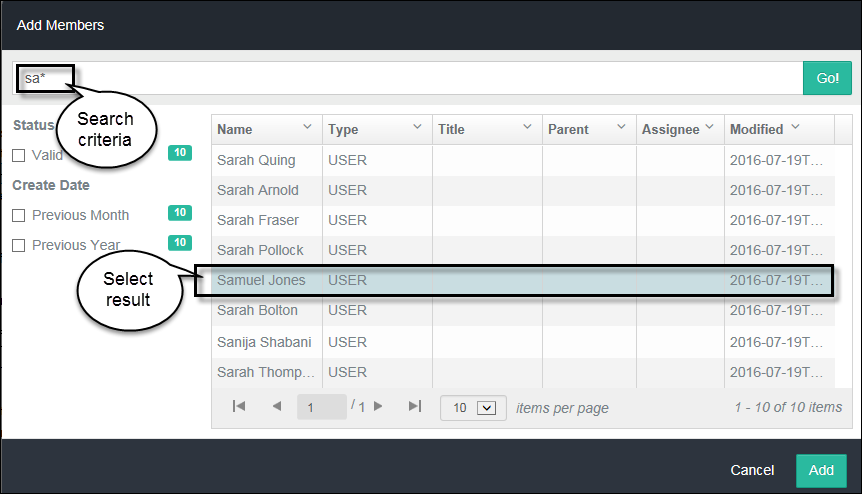 Add Members
sa*
Go!
Search
criteria
Status
Valid
10
Create Date
Previous Month
10
Previous Year
10
Select
result
Name Type Title Parent Assignee Modified
Sarah Quing USER 2016-07-19T...
Sarah Arnold USER 2016-07-19T...
Sarah Fraser USER 2016-07-19T...
Sarah Pollock USER 2016-07-19T...
Samuel Jones USER 2016-07-19T...
Sarah Bolton USER 2016-07-19T...
Sanija Shabani USER 2016-07-19T...
Sarah Thomp... USER 2016-07-19T...
1 / 1 10 items per page 1 - 10 of 10 items
Cancel Add